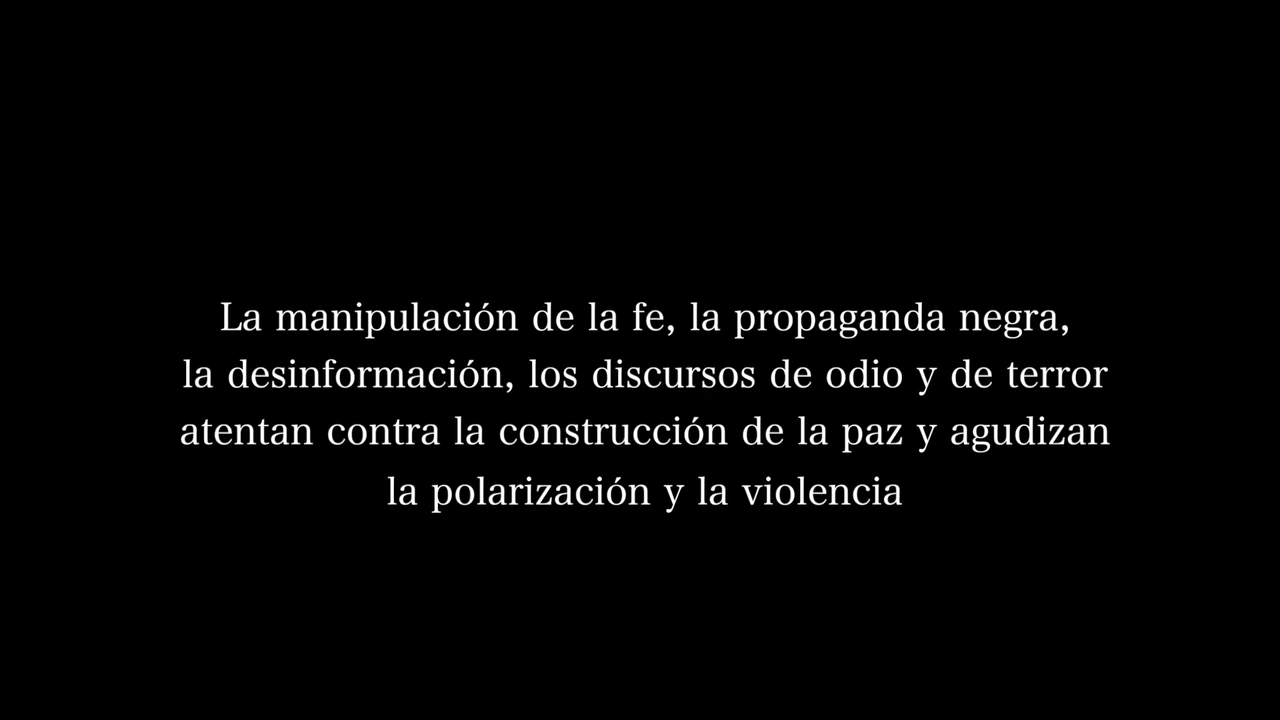 La manipulación de la fe, la propaganda negra,
la desinformación, los discursos de odio y de terror
atentan contra la construcción de la paz y agudizan
la polarización y la violencia